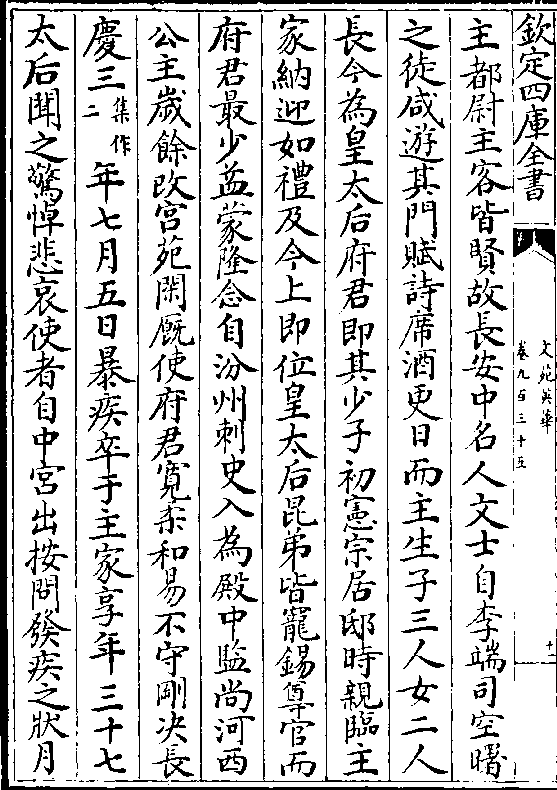 欽定四庫全書
文苑英華
卷九百三十五
十
主都尉主客皆賢故長安中名人文士自李端司空曙
之徒咸遊其門賦詩席酒更日而主生子三人女二人
長今為皇太后府君即其少子初憲宗居邸時親臨主
家納迎如禮及今上即位皇太后昆弟皆寵錫尊官而
府君最少益蒙隆念自汾州刺史入為殿中監尚河西
公主歲餘改宮苑閑廐使府君寬柔和易不守剛决長
慶三集作二年七月五日暴疾卒于主家享年三十七
太后聞之驚悼悲哀使者自中宮出按問發疾之狀月